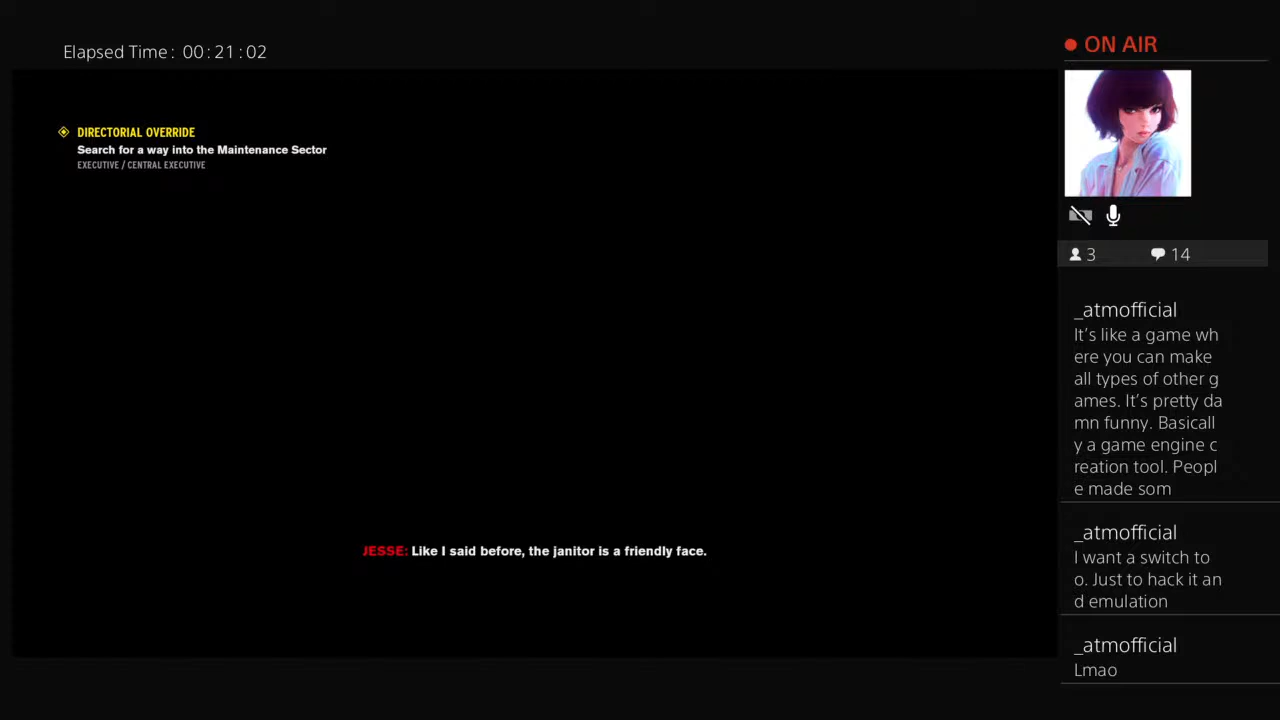 Elapsed Time: 00:21:02
ON AIR
DIRECTORIAL OVERRIDE
Search for a way into the Maintenance Sector
EXECUTIVE / CENTRAL EXECUTIVE
JESSE: Like I said before, the janitor is a friendly face.
3 14
_atmofficial
It's like a game wh
ere you can make
all types of other g
ames. It's pretty da
mn funny. Basicall
y a game engine c
reation tool. Peopl
e made som
_atmofficial
I want a switch to
o. Just to hack it an
d emulation
_atmofficial
Lmao